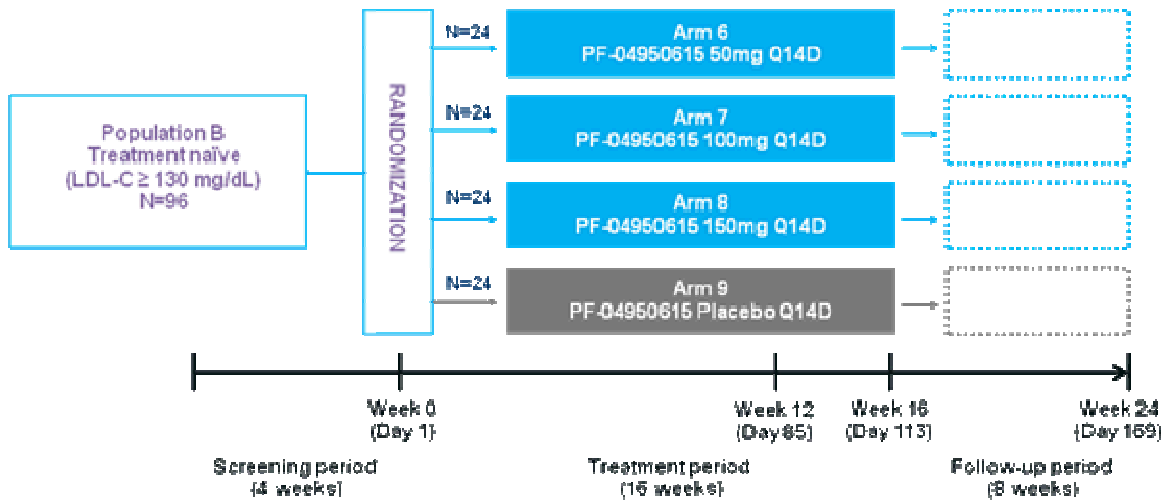 Population B
Treatment naïve
(LDL-C ≥ 130 mg/dL)
N=96
RANDOMIZATION
N=24
Arm 6
PF-04950615 50mg Q14D
N=24
Arm 7
PF-04950615 100mg Q14D
N=24
Arm 8
PF-04950615 150mg Q14D
N=24
Arm 9
PF-04950615 Placebo Q14D
Week 0
(Day 1)
Week 12
(Day 85)
Week 16
(Day 113)
Week 24
(Day 169)
Screening period
(4 weeks)
Treatment period
(16 weeks)
Follow-up period
(8 weeks)